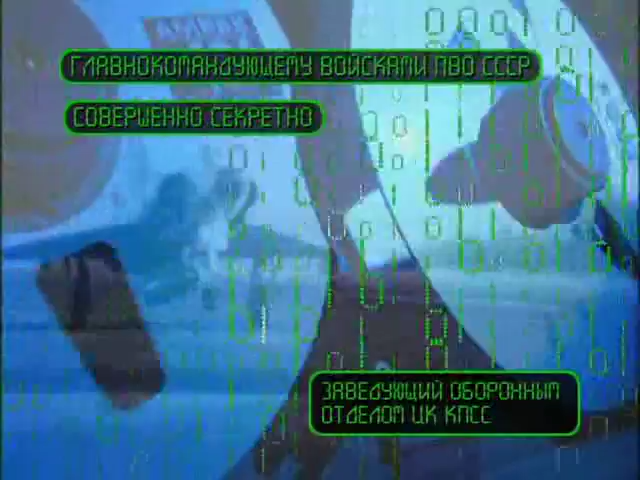 ГЛАВНОКОМАНДУЮЩЕМУ ВОЙСКАМИ ПВО СССР
СОВЕРШЕННО СЕКРЕТНО
ЗАВЕДУЮЩИЙ ОБОРОННЫМ
ОТДЕЛОМ ЦК КПСС